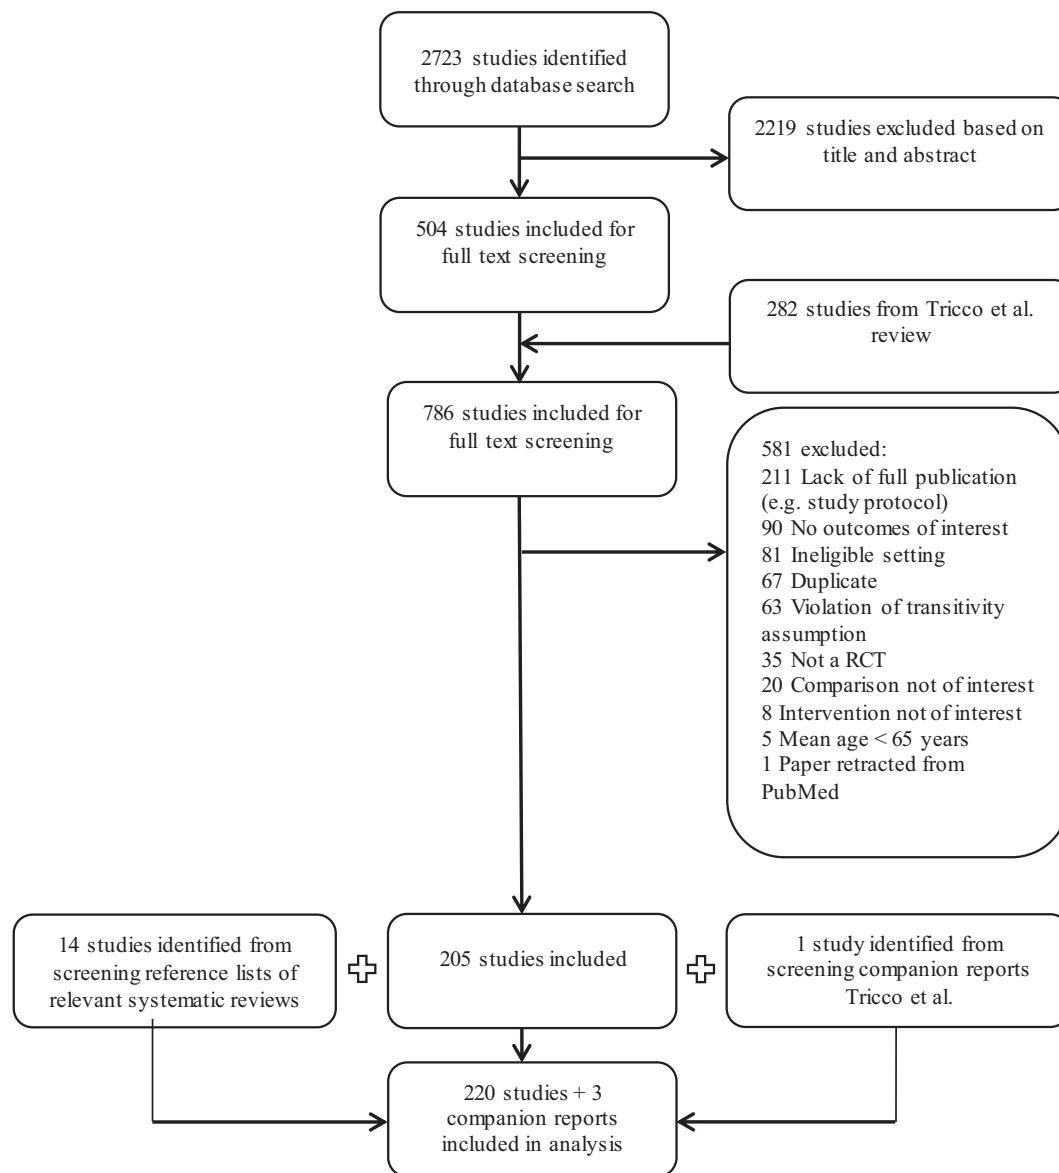 2723 studies identified
through database search
2219 studies excluded based on
title and abstract
504 studies included for
full text screening
282 studies from Tricco et al.
review
786 studies included for
full text screening
581 excluded:
211 Lack of full publication
(e.g. study protocol)
90 No outcomes of interest
81 Ineligible setting
67 Duplicate
63 Violation of transitivity
assumption
35 Not a RCT
20 Comparison not of interest
8 Intervention not of interest
5 Mean age < 65 years
1 Paper retracted from
PubMed
14 studies identified from
screening reference lists of
relevant systematic reviews
205 studies included
1 study identified from
screening companion reports
Tricco et al.
220 studies + 3
companion reports
included in analysis